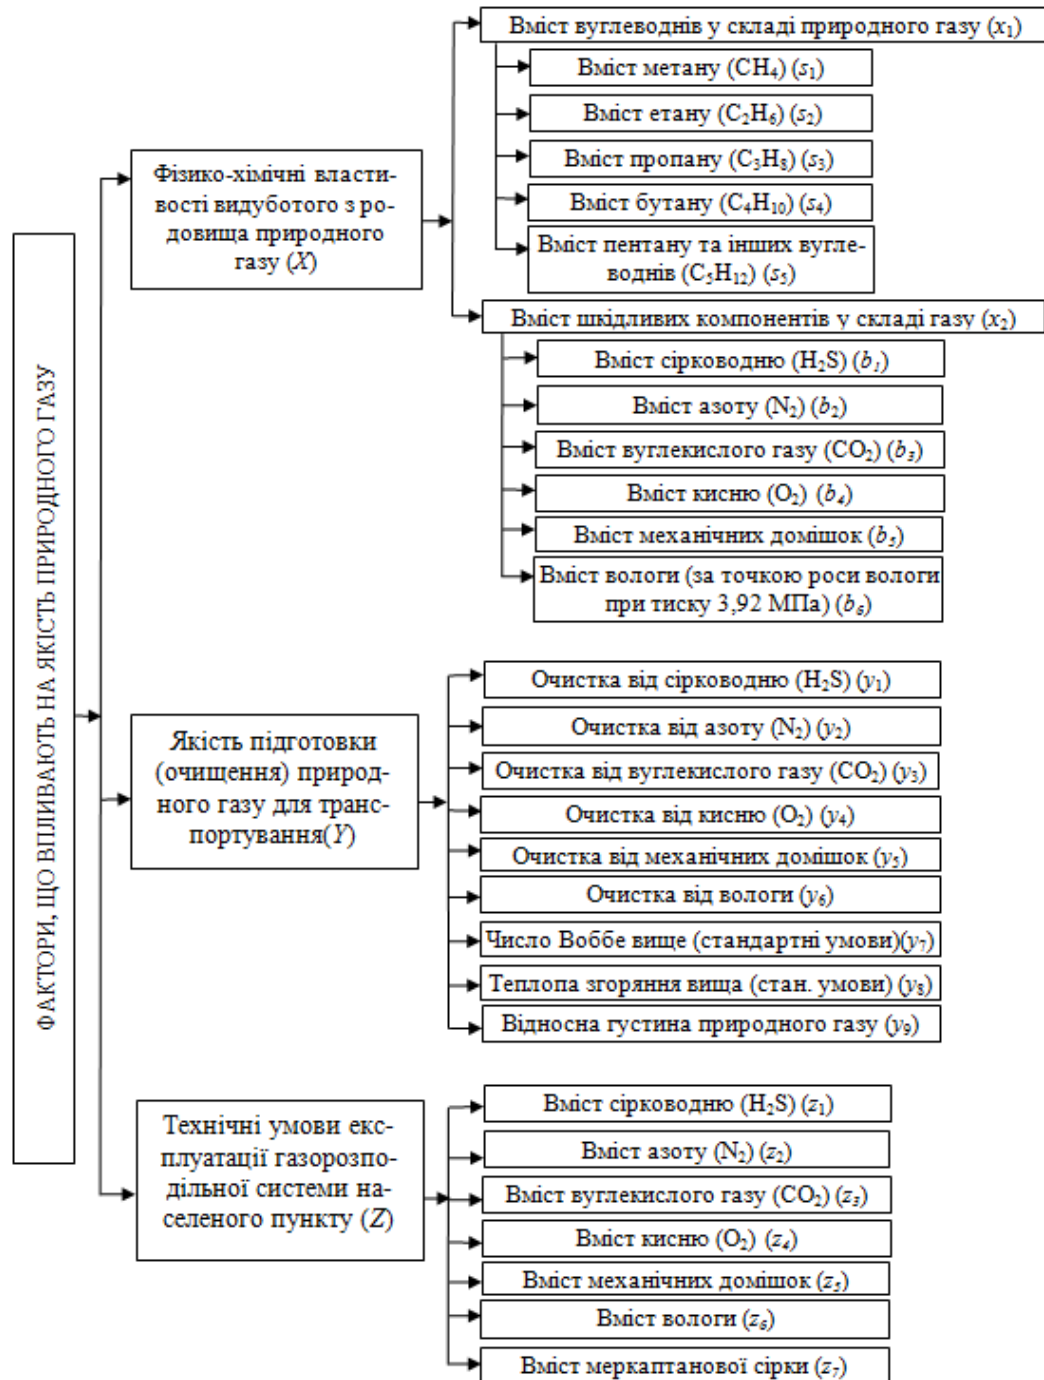 ФАКТОРИ, ЩО ВПЛИВАЮТЬ НА ЯКІСТЬ ПРИРОДНОГО ГАЗУ
Фізико-хімічні власти-
вості видуботого з ро-
довища природного
газу (X)
Вміст вуглеводнів у складі природного газу (x₁)
Вміст метану (CH₄) (s₁)
Вміст етану (C₂H₆) (s₂)
Вміст пропану (C₃H₈) (s₃)
Вміст бутану (C₄H₁₀) (s₄)
Вміст пентану та інших вугле-
воднів (C₅H₁₂) (s₅)
Вміст шкідливих компонентів у складі газу (x₂)
Вміст сірководню (H₂S) (b₁)
Вміст азоту (N₂) (b₂)
Вміст вуглекислого газу (CO₂) (b₃)
Вміст кисню (O₂) (b₄)
Вміст механічних домішок (b₅)
Вміст вологи (за точкою роси вологи
при тиску 3,92 МПа) (b₆)
Якість підготовки
(очищення) природ-
ного газу для транс-
портування(Y)
Очистка від сірководню (H₂S) (y₁)
Очистка від азоту (N₂) (y₂)
Очистка від вуглекислого газу (CO₂) (y₃)
Очистка від кисню (O₂) (y₄)
Очистка від механічних домішок (y₅)
Очистка від вологи (y₆)
Число Воббе вище (стандартні умови)(y₇)
Теплопа згоряння вища (стан. умови) (y₈)
Відносна густина природного газу (y₉)
Технічні умови екс-
плуатації газорозпо-
дільної системи на-
селеного пункту (Z)
Вміст сірководню (H₂S) (z₁)
Вміст азоту (N₂) (z₂)
Вміст вуглекислого газу (CO₂) (z₃)
Вміст кисню (O₂) (z₄)
Вміст механічних домішок (z₅)
Вміст вологи (z₆)
Вміст меркаптанової сірки (z₇)